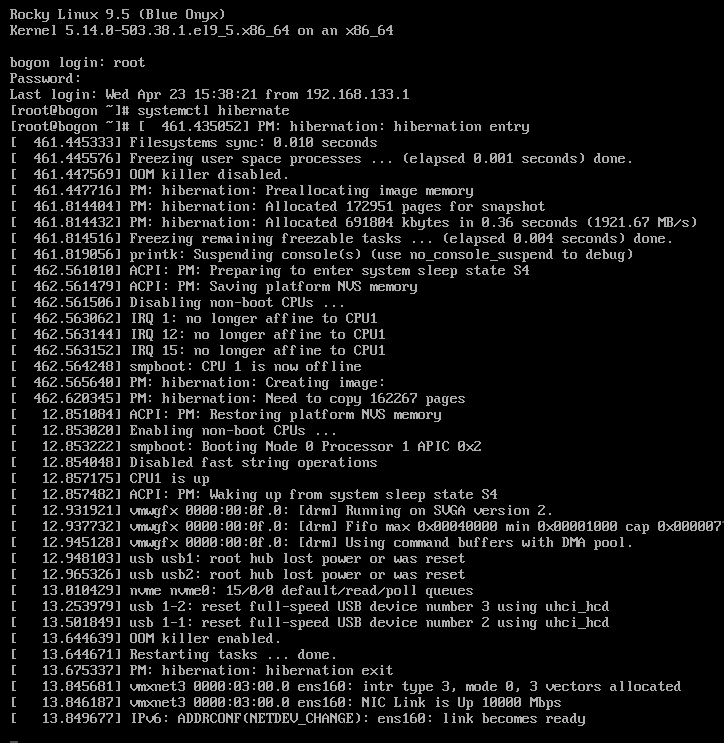 Rocky Linux 9.5 (Blue Onyx)
Kernel 5.14.0-503.38.1.el9_5.x86_64 on an x86_64
bogon login: root
Password:
Last login: Wed Apr 23 15:38:21 from 192.168.133.1
[root@bogon ~]# systemctl hibernate
[root@bogon ~]# [  461.435052] PM: hibernation: hibernation entry
[  461.445333] Filesystems sync: 0.010 seconds
[  461.445576] Freezing user space processes ... (elapsed 0.001 seconds) done.
[  461.447569] OOM killer disabled.
[  461.447716] PM: hibernation: Preallocating image memory
[  461.814404] PM: hibernation: Allocated 172951 pages for snapshot
[  461.814432] PM: hibernation: Allocated 691804 kbytes in 0.36 seconds (1921.67 MB/s)
[  461.814516] Freezing remaining freezable tasks ... (elapsed 0.004 seconds) done.
[  461.819056] printk: Suspending console(s) (use no_console_suspend to debug)
[  462.561010] ACPI: PM: Preparing to enter system sleep state S4
[  462.561479] ACPI: PM: Saving platform NVS memory
[  462.561506] Disabling non-boot CPUs ...
[  462.563062] IRQ 1: no longer affine to CPU1
[  462.563144] IRQ 12: no longer affine to CPU1
[  462.563152] IRQ 15: no longer affine to CPU1
[  462.564248] smpboot: CPU 1 is now offline
[  462.565640] PM: hibernation: Creating image:
[  462.620345] PM: hibernation: Need to copy 162267 pages
[   12.851084] ACPI: PM: Restoring platform NVS memory
[   12.853020] Enabling non-boot CPUs ...
[   12.853222] smpboot: Booting Node 0 Processor 1 APIC 0x2
[   12.854048] Disabled fast string operations
[   12.857175] CPU1 is up
[   12.857482] ACPI: PM: Waking up from system sleep state S4
[   12.931921] vmwgfx 0000:00:0f.0: [drm] Running on SVGA version 2.
[   12.937732] vmwgfx 0000:00:0f.0: [drm] Fifo max 0x00040000 min 0x00001000 cap 0x0000077
[   12.945128] vmwgfx 0000:00:0f.0: [drm] Using command buffers with DMA pool.
[   12.948103] usb usb1: root hub lost power or was reset
[   12.965326] usb usb2: root hub lost power or was reset
[   13.010429] nvme nvme0: 15/0/0 default/read/poll queues
[   13.253979] usb 1-2: reset full-speed USB device number 3 using uhci_hcd
[   13.501849] usb 1-1: reset full-speed USB device number 2 using uhci_hcd
[   13.644639] OOM killer enabled.
[   13.644671] Restarting tasks ... done.
[   13.675337] PM: hibernation: hibernation exit
[   13.845681] vmxnet3 0000:03:00.0 ens160: intr type 3, mode 0, 3 vectors allocated
[   13.846187] vmxnet3 0000:03:00.0 ens160: NIC Link is Up 10000 Mbps
[   13.849677] IPv6: ADDRCONF(NETDEV_CHANGE): ens160: link becomes ready